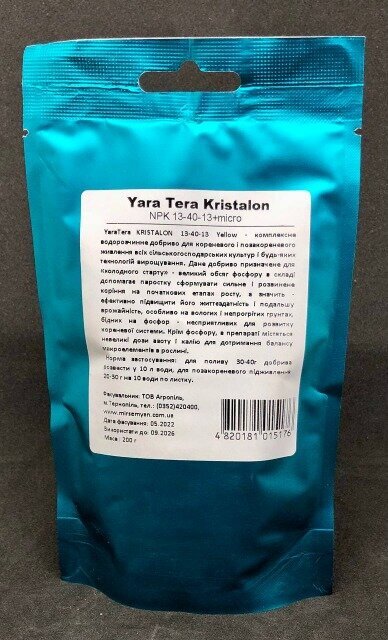 Yara Tera Kristalon
NPK 13-40-13+micro
YaraTera KRISTALON 13-40-13 Yellow - комплексне
водорозчинне добриво для кореневого і позакореневого
живлення всіх сільськогосподарських культур і будь-яких
технологій вирощування. Дане добриво призначене для
«холодного старту» - великий обсяг фосфору в складі
допомагає паростку сформувати сильне і розвинене
коріння на початкових етапах росту, а значить -
ефективно підвищити його життєздатність і подальшу
врожайність, особливо на вологих і непрогрітих ґрунтах,
бідних на фосфор - несприятливих для розвитку
кореневої системи. Крім фосфору, в препараті містяться
невеликі дози азоту і калію для дотримання балансу
макроелементів в рослині.
Норма застосування: для поливу 30-40г добрива
розвести у 10 л води, для позакореневого підживлення
20-30 г на 10 води по листку.
Фасувальник: ТОВ Агропіль,
м.Тернопіль, тел.: (0352)420400,
www.mirsemyan.com.ua
Дата фасування: 05.2022
Використати до: 09.2026
Маса: 200 г
4 820181 015176